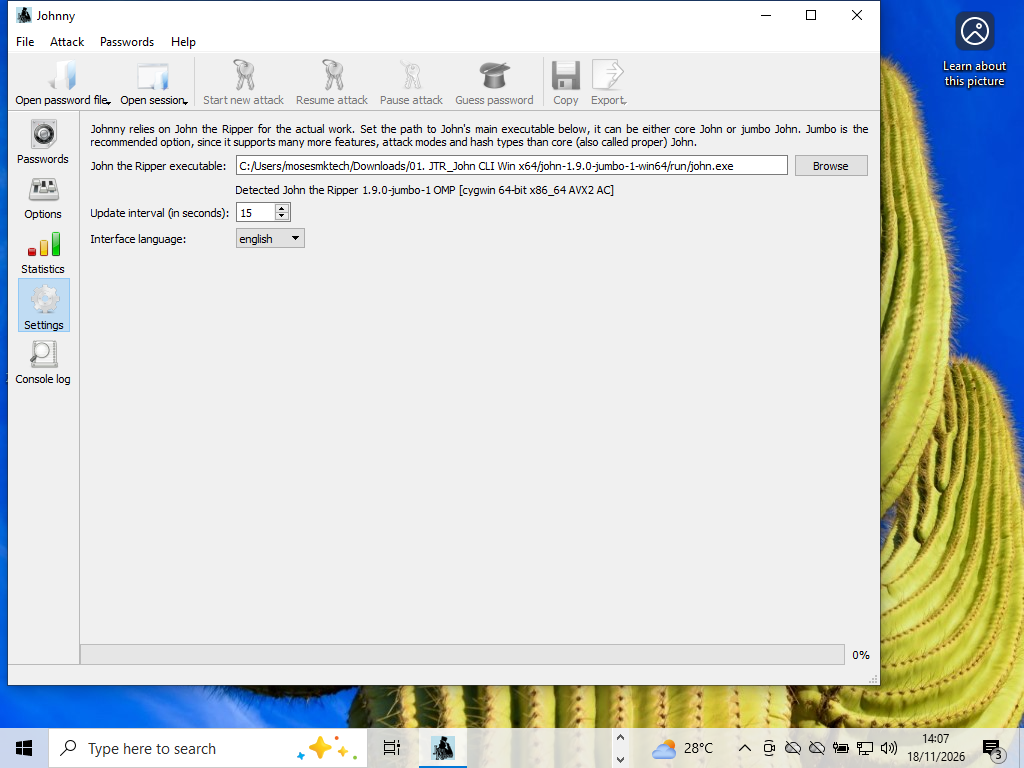 Johnny
File Attack Passwords Help
Open password file
Open session
Start new attack
Resume attack
Pause attack
Guess password
Copy
Export
Learn about
this picture
Passwords
Options
Statistics
Settings
Console log
Johnny relies on John the Ripper for the actual work. Set the path to John's main executable below, it can be either core John or jumbo John. Jumbo is the
recommended option, since it supports many more features, attack modes and hash types than core (also called proper) John.
John the Ripper executable: C:/Users/mosesmktech/Downloads/01. JTR_John CLI Win x64/john-1.9.0-jumbo-1-win64/run/john.exe Browse
Detected John the Ripper 1.9.0-jumbo-1 OMP [cygwin 64-bit x86_64 AVX2 AC]
Update interval (in seconds): 15
Interface language: english
0%
Type here to search
28°C
14:07
18/11/2026
3